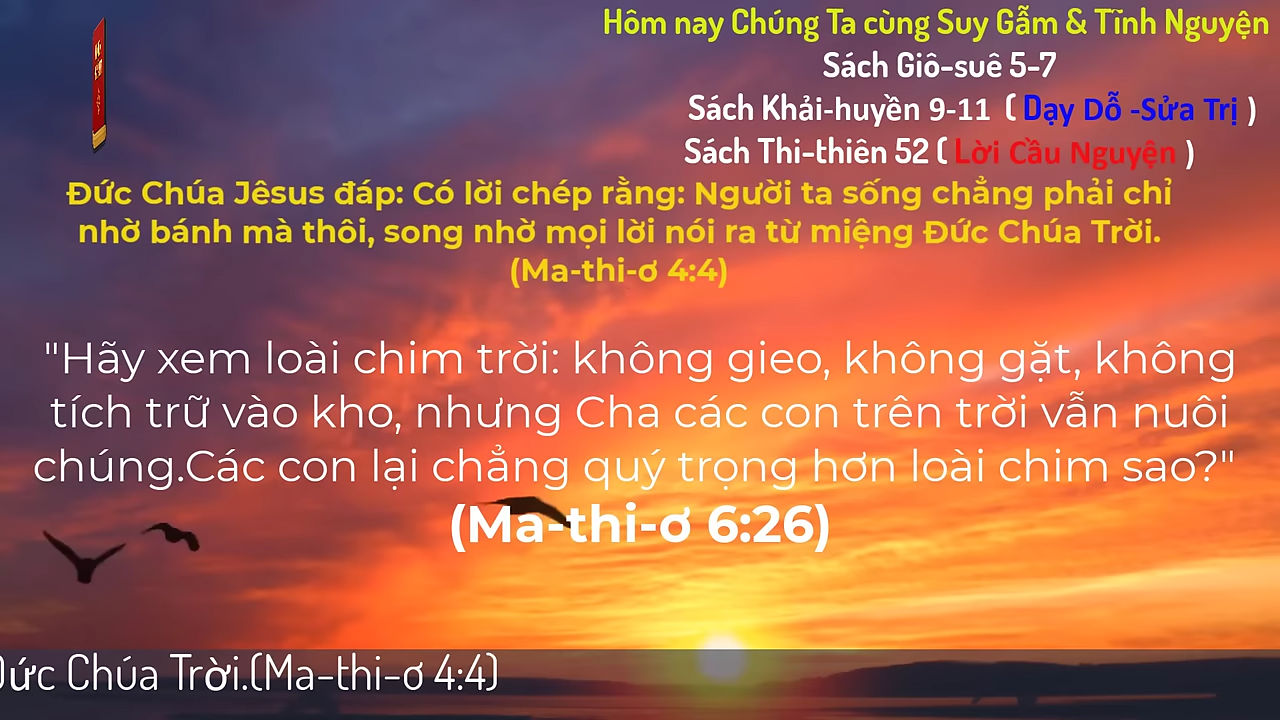 Hôm nay Chúng Ta cùng Suy Gẫm & Tĩnh Nguyện
Sách Giô-suê 5-7
Sách Khải-huyền 9-11 ( Dạy Dỗ -Sửa Trị )
Sách Thi-thiên 52 ( Lời Cầu Nguyện )
Đức Chúa Jêsus đáp: Có lời chép rằng: Người ta sống chẳng phải chỉ
nhờ bánh mà thôi, song nhờ mọi lời nói ra từ miệng Đức Chúa Trời.
(Ma-thi-ơ 4:4)
"Hãy xem loài chim trời: không gieo, không gặt, không
tích trữ vào kho, nhưng Cha các con trên trời vẫn nuôi
chúng.Các con lại chẳng quý trọng hơn loài chim sao?"
(Ma-thi-ơ 6:26)
Đức Chúa Trời.(Ma-thi-ơ 4:4)